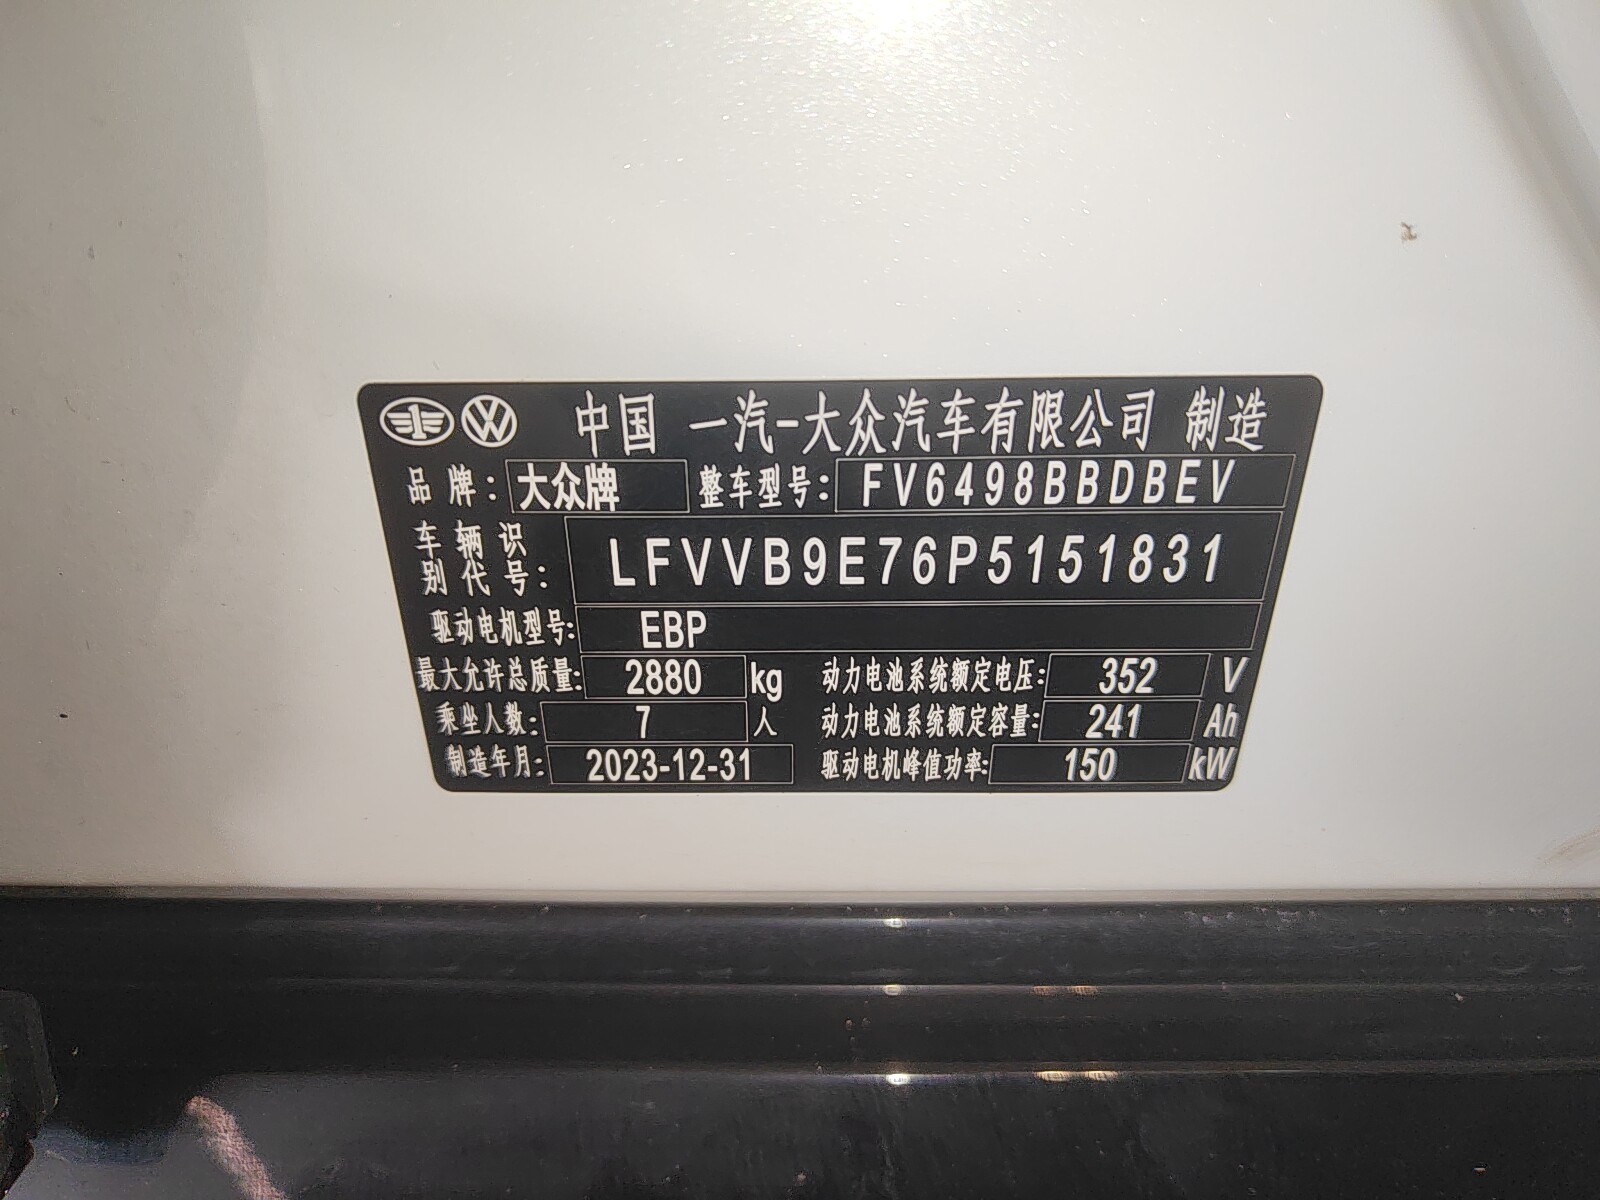 中国 一汽-大众汽车有限公司 制造
品牌: 大众牌 整车型号: FV6498BBDBEV
车辆识别代号: LFVVB9E76P5151831
驱动电机型号: EBP
最大允许总质量: 2880 kg 动力电池系统额定电压: 352 V
乘坐人数: 7 人 动力电池系统额定容量: 241 Ah
制造年月: 2023-12-31 驱动电机峰值功率: 150 kW